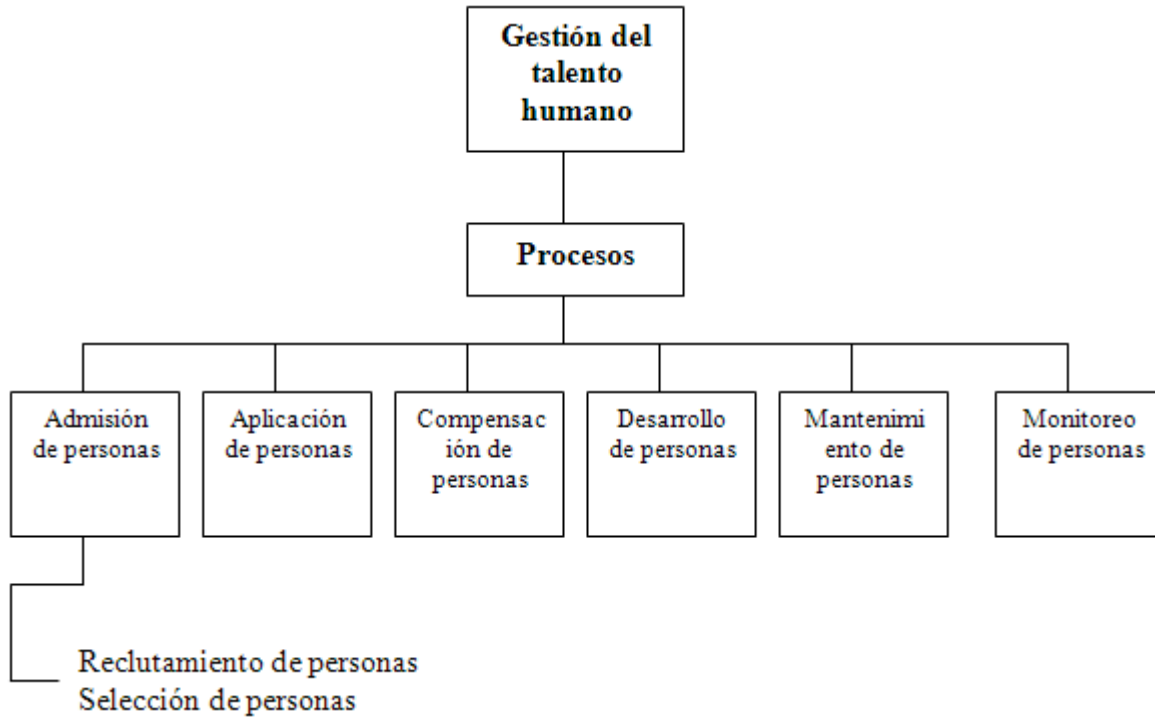 Gestión del
talento
humano
Procesos
Admisión
de personas
Aplicación
de personas
Compensac
ión de
personas
Desarrollo
de personas
Mantenimi
ento de
personas
Monitoreo
de personas
Reclutamiento de personas
Selección de personas